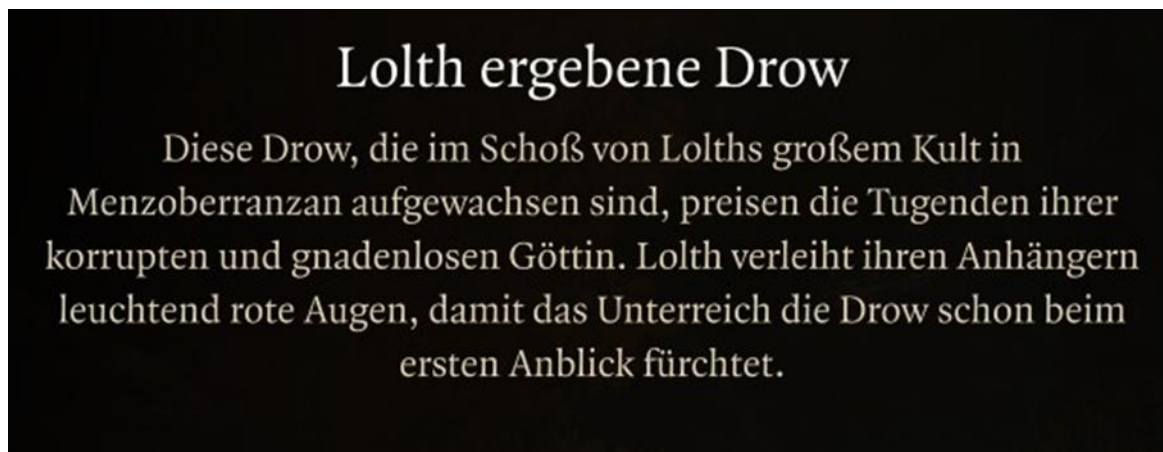 Lolth ergebene Drow
Diese Drow, die im Schoß von Lolths großem Kult in
Menzoberranzan aufgewachsen sind, preisen die Tugenden ihrer
korrupten und gnadenlosen Göttin. Lolth verleiht ihren Anhängern
leuchtend rote Augen, damit das Unterreich die Drow schon beim
ersten Anblick fürchtet.